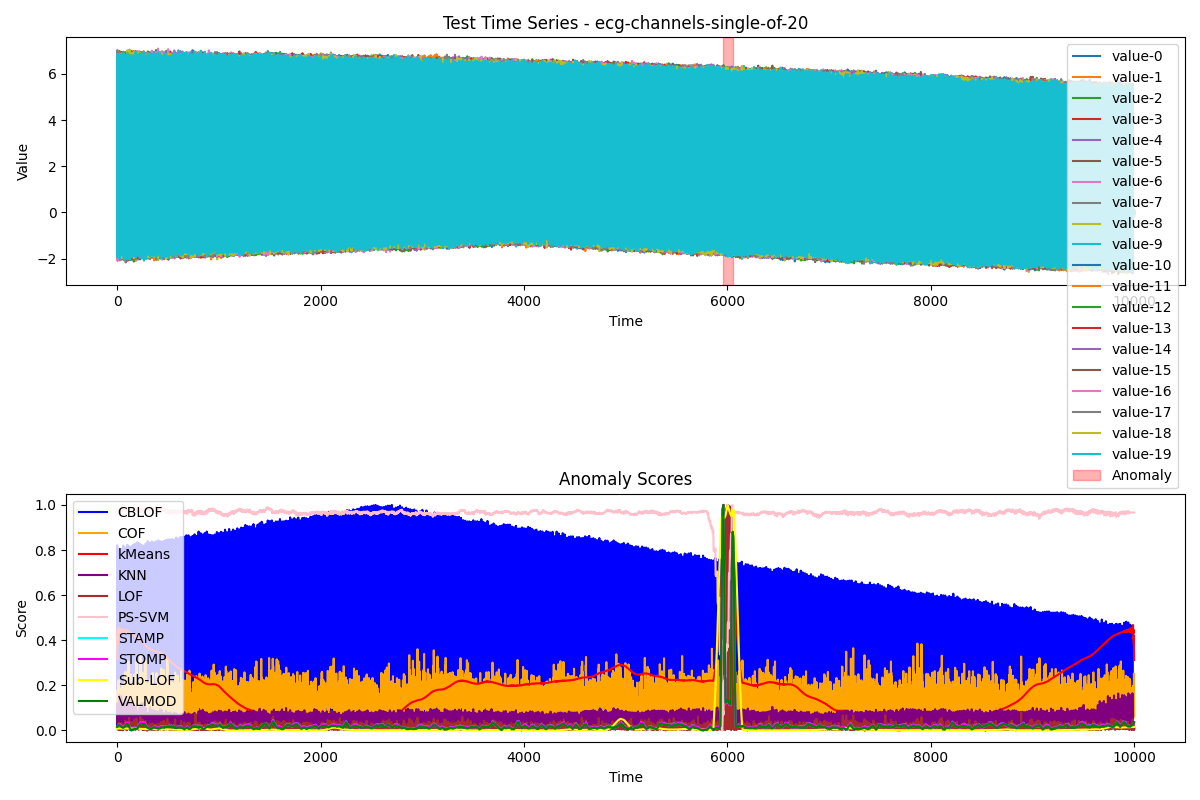 Test Time Series - ecg-channels-single-of-20
Value
6
4
2
0
−2
0
2000
4000
6000
8000
10000
Time
value-0
value-1
value-2
value-3
value-4
value-5
value-6
value-7
value-8
value-9
value-10
value-11
value-12
value-13
value-14
value-15
value-16
value-17
value-18
value-19
Anomaly
Anomaly Scores
Score
1.0
0.8
0.6
0.4
0.2
0.0
CBLOF
COF
kMeans
KNN
LOF
PS-SVM
STAMP
STOMP
Sub-LOF
VALMOD
0
2000
4000
6000
8000
10000
Time